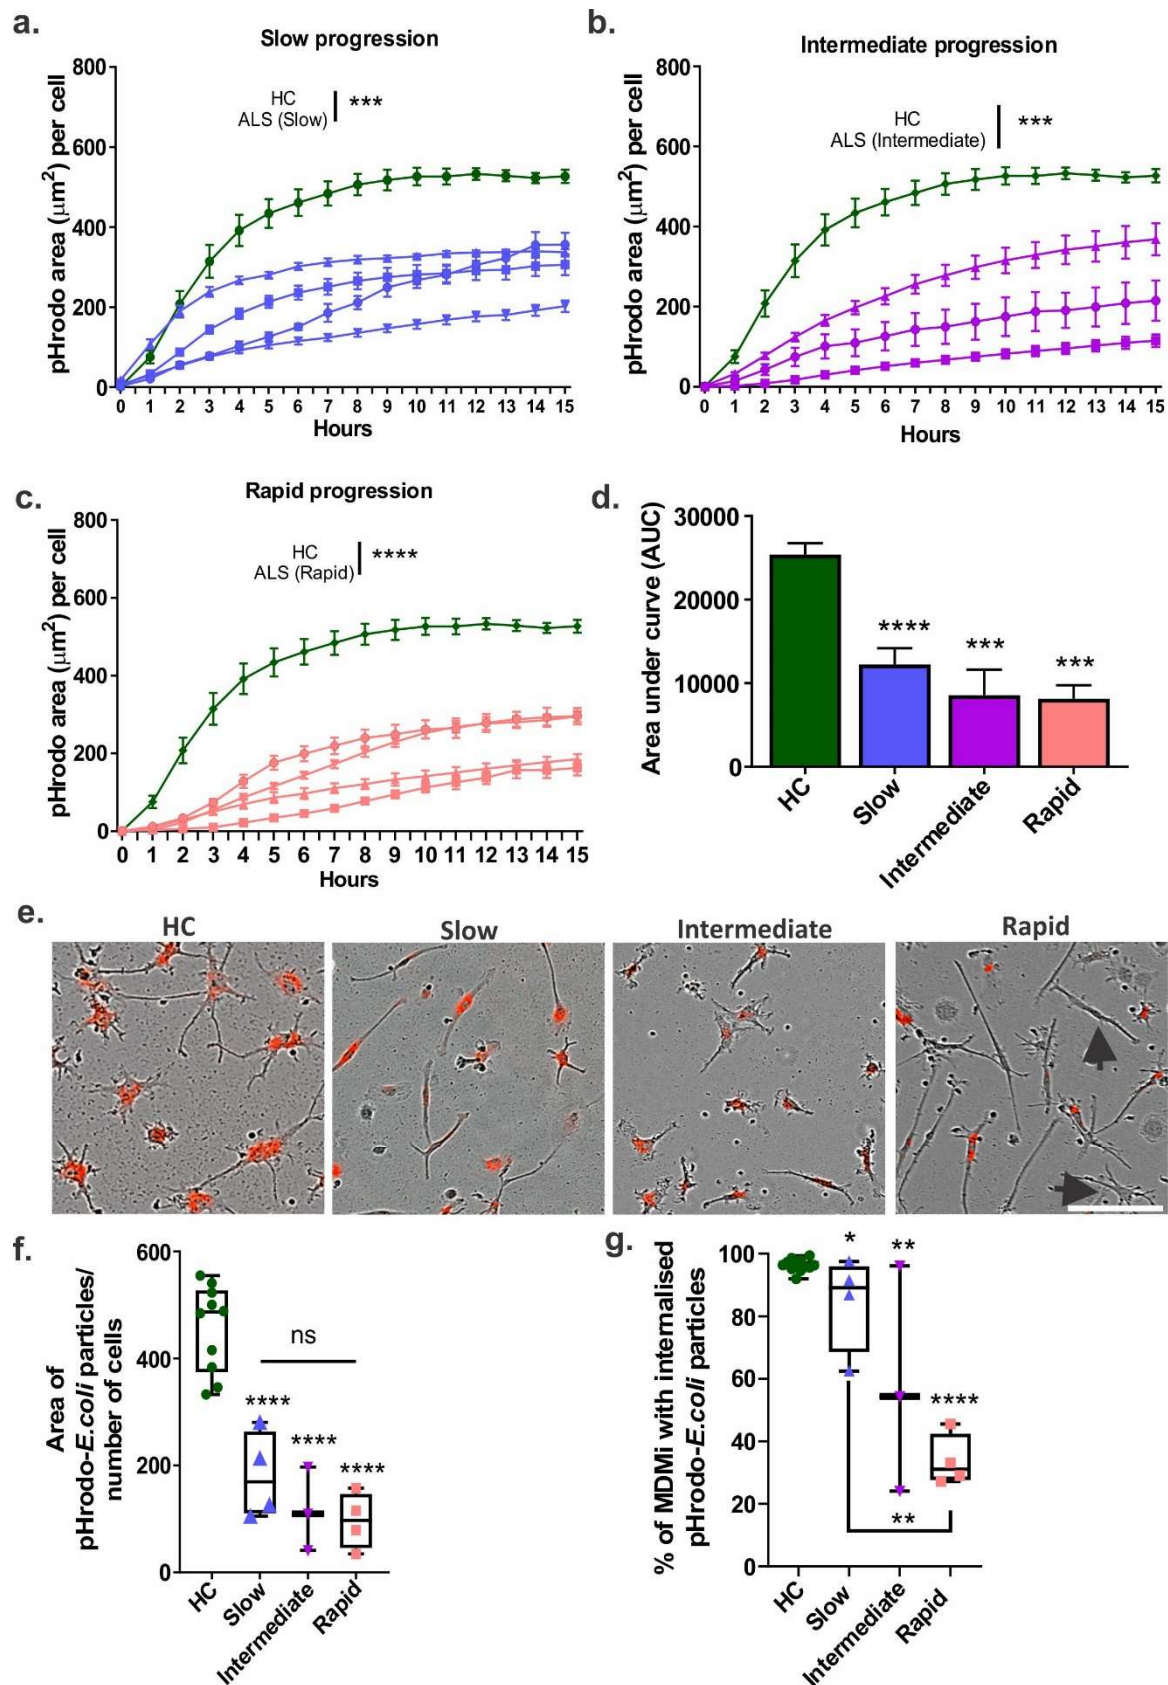 a.
Slow progression
pHrodo area (μm²) per cell
800
600
400
200
0
HC
ALS (Slow)
***
0 1 2 3 4 5 6 7 8 9 10 11 12 13 14 15
Hours
b.
Intermediate progression
pHrodo area (μm²) per cell
800
600
400
200
0
HC
ALS (Intermediate)
***
0 1 2 3 4 5 6 7 8 9 10 11 12 13 14 15
Hours
c.
Rapid progression
pHrodo area (μm²) per cell
800
600
400
200
0
HC
ALS (Rapid)
****
0 1 2 3 4 5 6 7 8 9 10 11 12 13 14 15
Hours
d.
Area under curve (AUC)
30000
20000
10000
0
****
***
***
HC
Slow
Intermediate
Rapid
e.
HC
Slow
Intermediate
Rapid
f.
Area of
pHrodo-E.coli particles/
number of cells
600
400
200
0
ns
****
****
****
HC
Slow
Intermediate
Rapid
g.
% of MDMi with internalised
pHrodo-E.coli particles
100
80
60
40
20
0
*
**
****
**
HC
Slow
Intermediate
Rapid